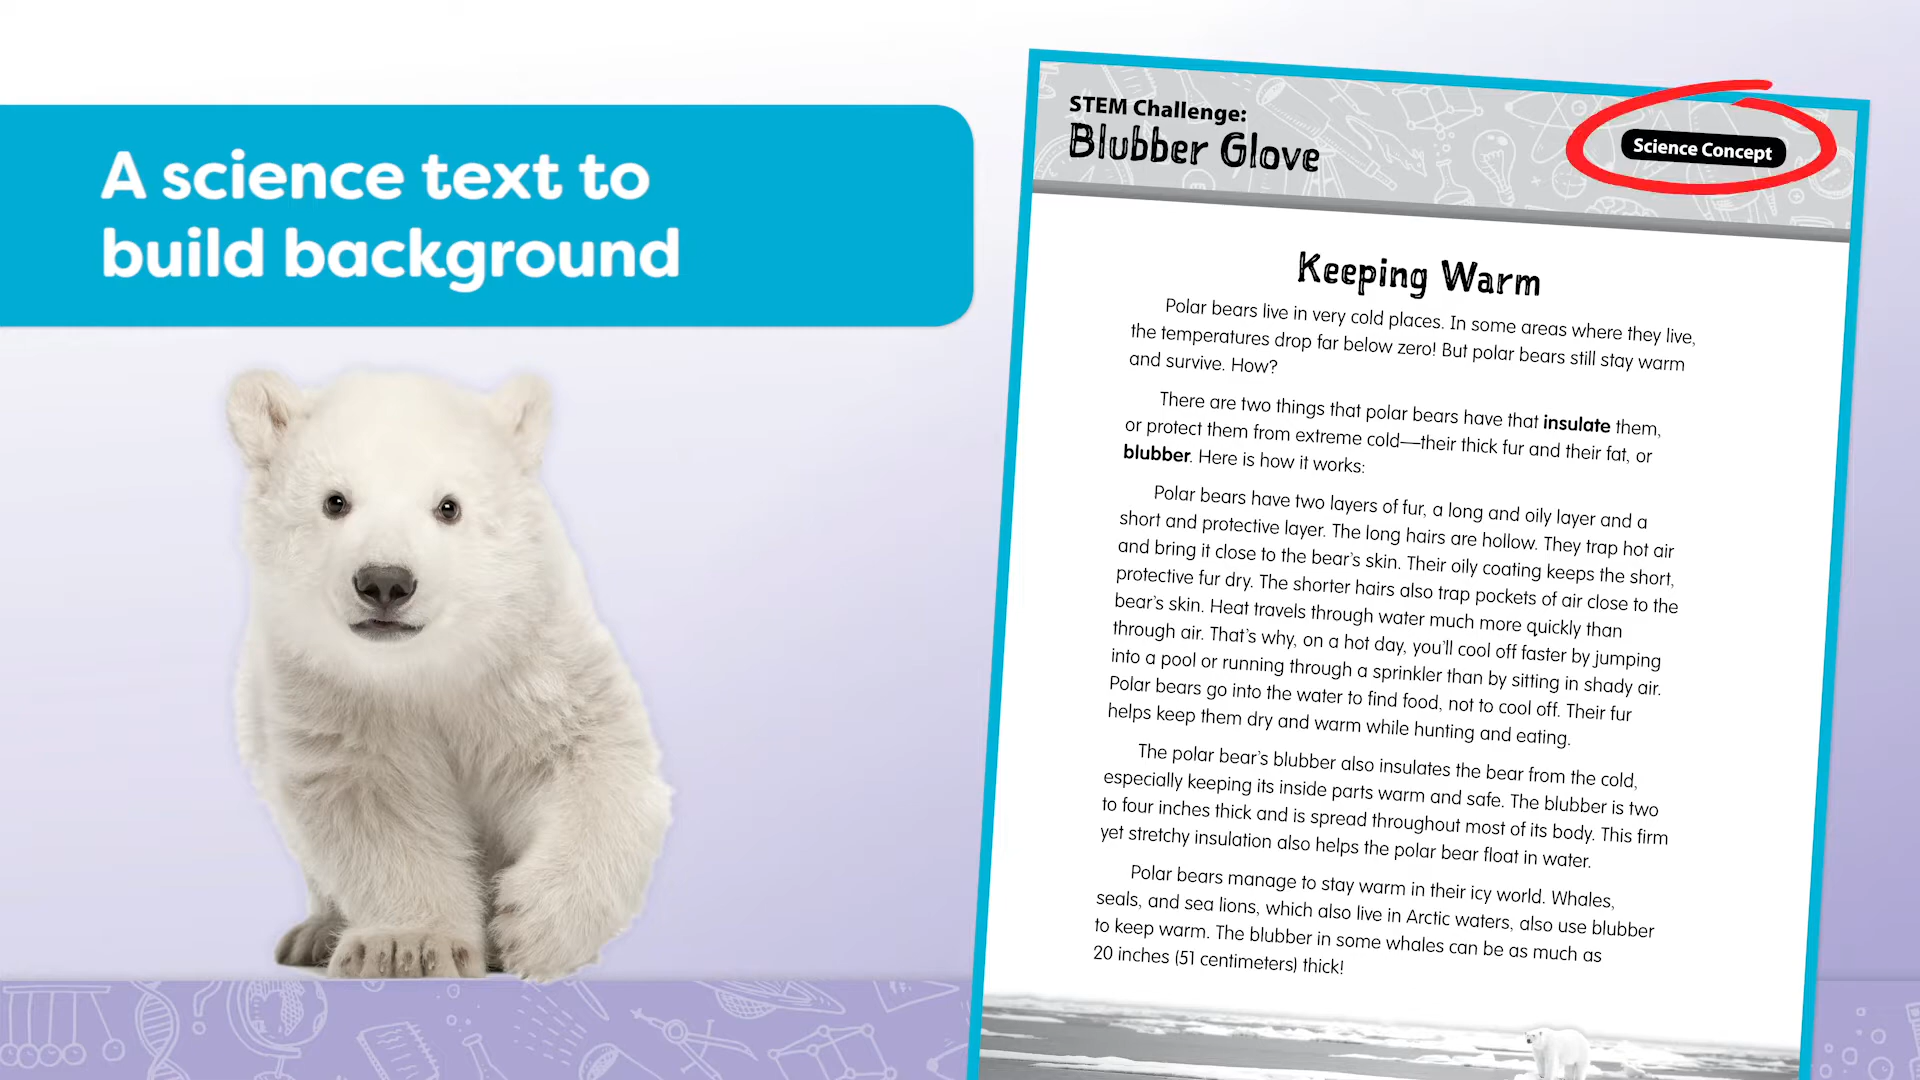 A science text to
build background
STEM Challenge:
Blubber Glove
Science Concept
Keeping Warm
Polar bears live in very cold places. In some areas where they live,
the temperatures drop far below zero! But polar bears still stay warm
and survive. How?
There are two things that polar bears have that insulate them,
or protect them from extreme cold—their thick fur and their fat, or
blubber. Here is how it works:
Polar bears have two layers of fur, a long and oily layer and a
short and protective layer. The long hairs are hollow. They trap hot air
and bring it close to the bear's skin. Their oily coating keeps the short,
protective fur dry. The shorter hairs also trap pockets of air close to the
bear's skin. Heat travels through water much more quickly than
through air. That's why, on a hot day, you'll cool off faster by jumping
into a pool or running through a sprinkler than by sitting in shady air.
Polar bears go into the water to find food, not to cool off. Their fur
helps keep them dry and warm while hunting and eating.
The polar bear's blubber also insulates the bear from the cold,
especially keeping its inside parts warm and safe. The blubber is two
to four inches thick and is spread throughout most of its body. This firm
yet stretchy insulation also helps the polar bear float in water.
Polar bears manage to stay warm in their icy world. Whales,
seals, and sea lions, which also live in Arctic waters, also use blubber
to keep warm. The blubber in some whales can be as much as
20 inches (51 centimeters) thick!